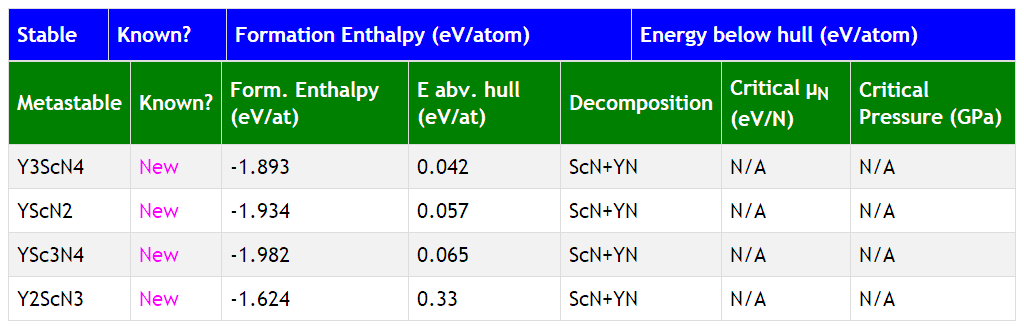 Stable Known? Formation Enthalpy (eV/atom) Energy below hull (eV/atom)
Metastable Known? Form. Enthalpy (eV/at) E abv. hull (eV/at) Decomposition Critical μN (eV/N) Critical Pressure (GPa)
Y3ScN4 New -1.893 0.042 ScN+YN N/A N/A
YScN2 New -1.934 0.057 ScN+YN N/A N/A
YSc3N4 New -1.982 0.065 ScN+YN N/A N/A
Y2ScN3 New -1.624 0.33 ScN+YN N/A N/A